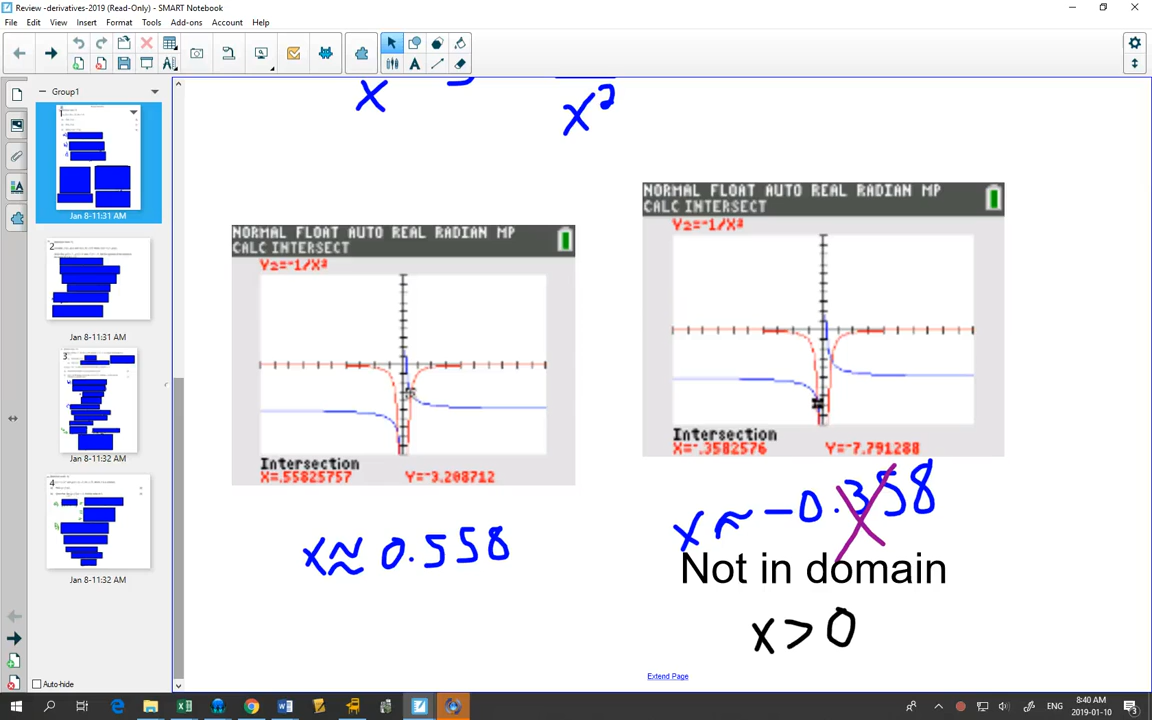 Review -derivatives-2019 (Read-Only) - SMART Notebook
File Edit View Insert Format Tools Add-ons Account Help
Group1
1
Jan 8-11:31 AM
2
Jan 8-11:31 AM
3
Jan 8-11:32 AM
4
Jan 8-11:32 AM
Auto-hide
x
x²
NORMAL FLOAT AUTO REAL RADIAN MP
CALC INTERSECT
Y2=-1/X²
Intersection
X=.55825757 Y=-3.208712
x≈ 0.558
NORMAL FLOAT AUTO REAL RADIAN MP
CALC INTERSECT
Y2=-1/X²
Intersection
X=-.3582576 Y=-7.791288
x≈ -0.358
Not in domain
x>0
Extend Page
ENG
8:40 AM
2019-01-10
3